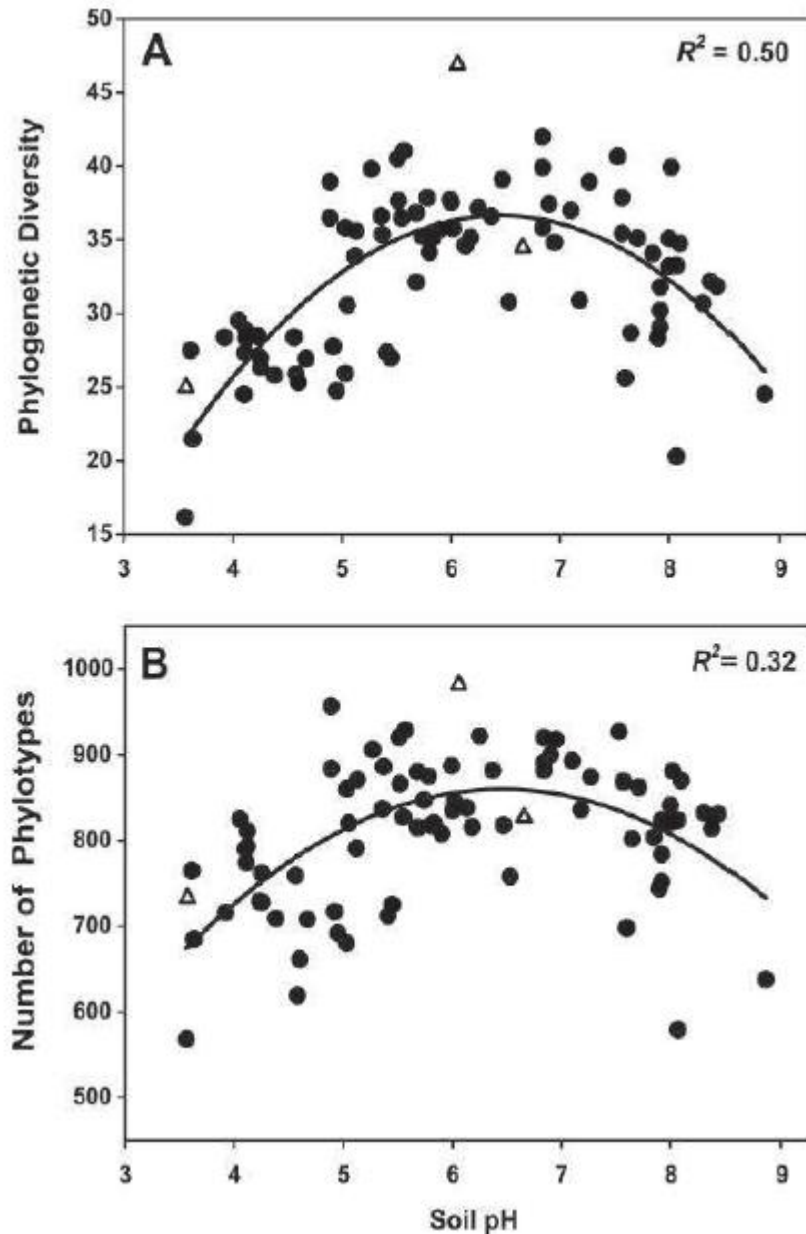 A
R² = 0.50
50
45
40
35
30
25
20
15
Phylogenetic Diversity
3 4 5 6 7 8 9
B
R² = 0.32
1000
900
800
700
600
500
Number of Phylotypes
3 4 5 6 7 8 9
Soil pH